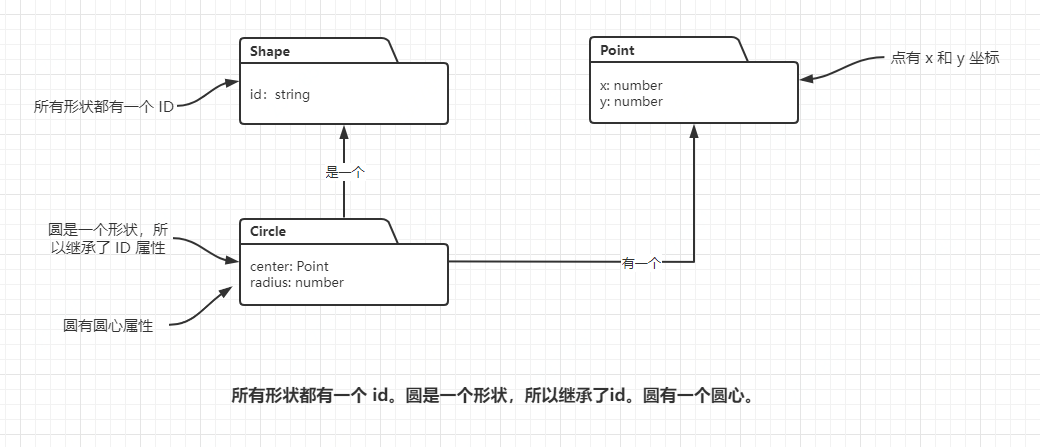 Shape
id：string
所有形状都有一个 ID
Point
x: number
y: number
点有 x 和 y 坐标
是一个
圆是一个形状，所
以继承了 ID 属性
Circle
center: Point
radius: number
有一个
圆有圆心属性
所有形状都有一个 id。圆是一个形状，所以继承了id。圆有一个圆心。